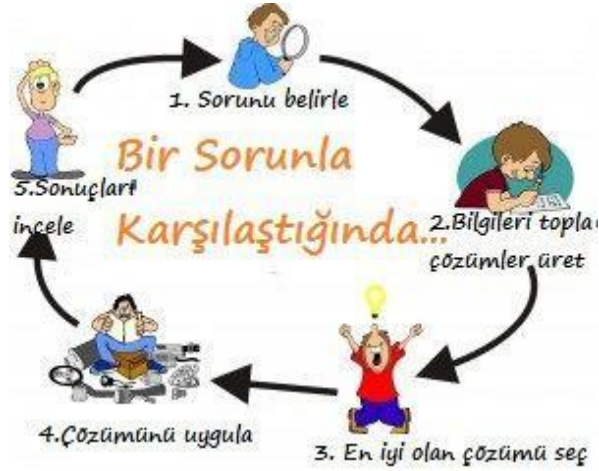 1. Sorunu belirle
Bir Sorunla
Karşılaştığında...
2.Bilgileri topla
çözümler üret
3. En iyi olan çözümü seç
4.Çözümünü uygula
5.Sonuçları
incele